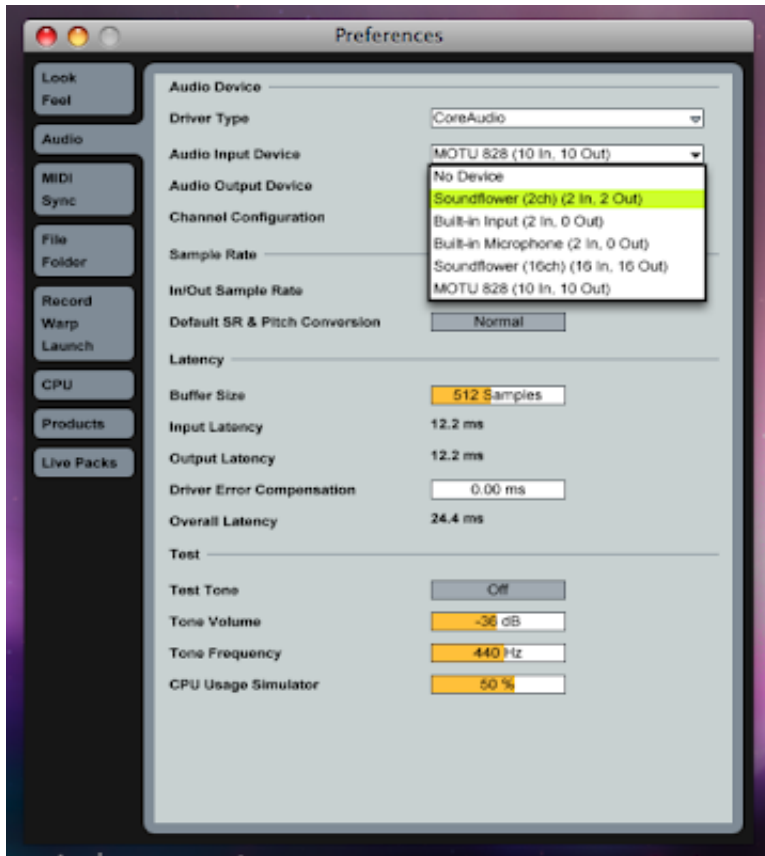 Preferences
Look
Feel
Audio
MIDI
Sync
File
Folder
Record
Warp
Launch
CPU
Products
Live Packs
Audio Device
Driver Type CoreAudio
Audio Input Device MOTU 828 (10 In, 10 Out)
No Device
Audio Output Device Soundflower (2ch) (2 In, 2 Out)
Channel Configuration Built-in Input (2 In, 0 Out)
Built-in Microphone (2 In, 0 Out)
Sample Rate Soundflower (16ch) (16 In, 16 Out)
In/Out Sample Rate MOTU 828 (10 In, 10 Out)
Default SR & Pitch Conversion Normal
Latency
Buffer Size 512 Samples
Input Latency 12.2 ms
Output Latency 12.2 ms
Driver Error Compensation 0.00 ms
Overall Latency 24.4 ms
Test
Test Tone Off
Tone Volume -36 dB
Tone Frequency 440 Hz
CPU Usage Simulator 50 %